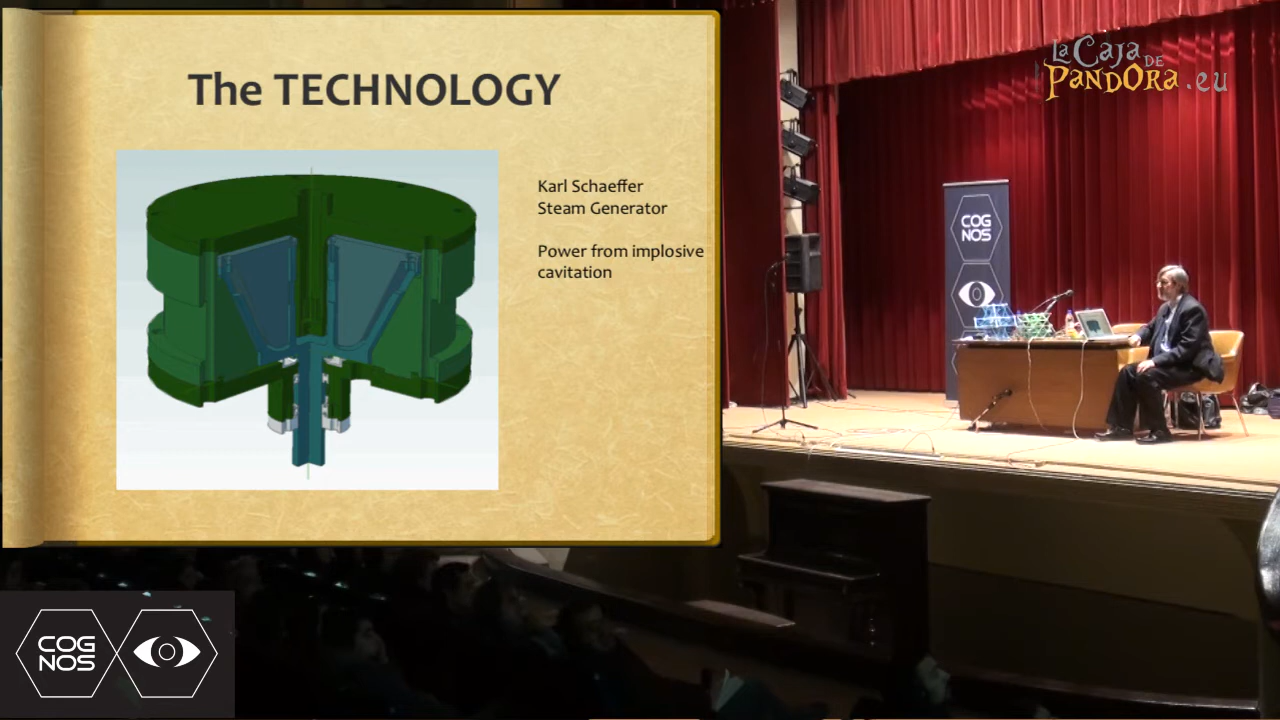 The TECHNOLOGY
Karl Schaeffer
Steam Generator
Power from implosive
cavitation
La Caja
DE
PANDORA.eu
COG
NOS
COG
NOS